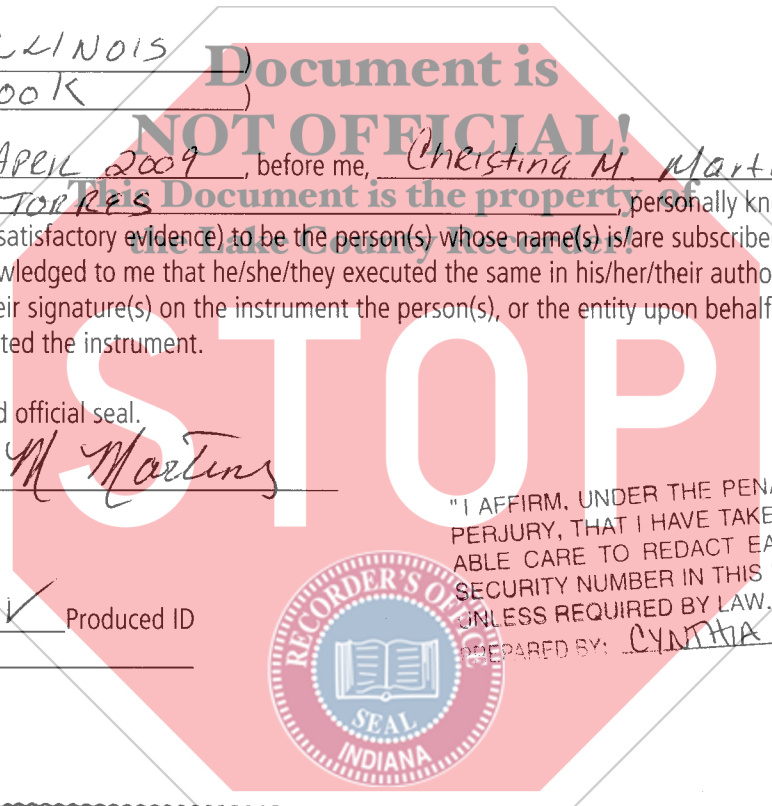 LLINOIS )
OOK )
Document is
NOT OFFICIAL!
APRIL 2009, before me, Christina M. Mart
TORRES, personally kn
This Document is the property of
the Lake County Recorder!
satisfactory evidence) to be the person(s) whose name(s) is/are subscribe
wledged to me that he/she/they executed the same in his/her/their autho
eir signature(s) on the instrument the person(s), or the entity upon behalf
ted the instrument.
STOP
d official seal.
M Martins
"I AFFIRM, UNDER THE PENA
PERJURY, THAT I HAVE TAKE
ABLE CARE TO REDACT EA
SECURITY NUMBER IN THIS
UNLESS REQUIRED BY LAW.
PREPARED BY: CYNTHIA
✓ Produced ID
RECORDER'S OFFICE
SEAL
INDIANA